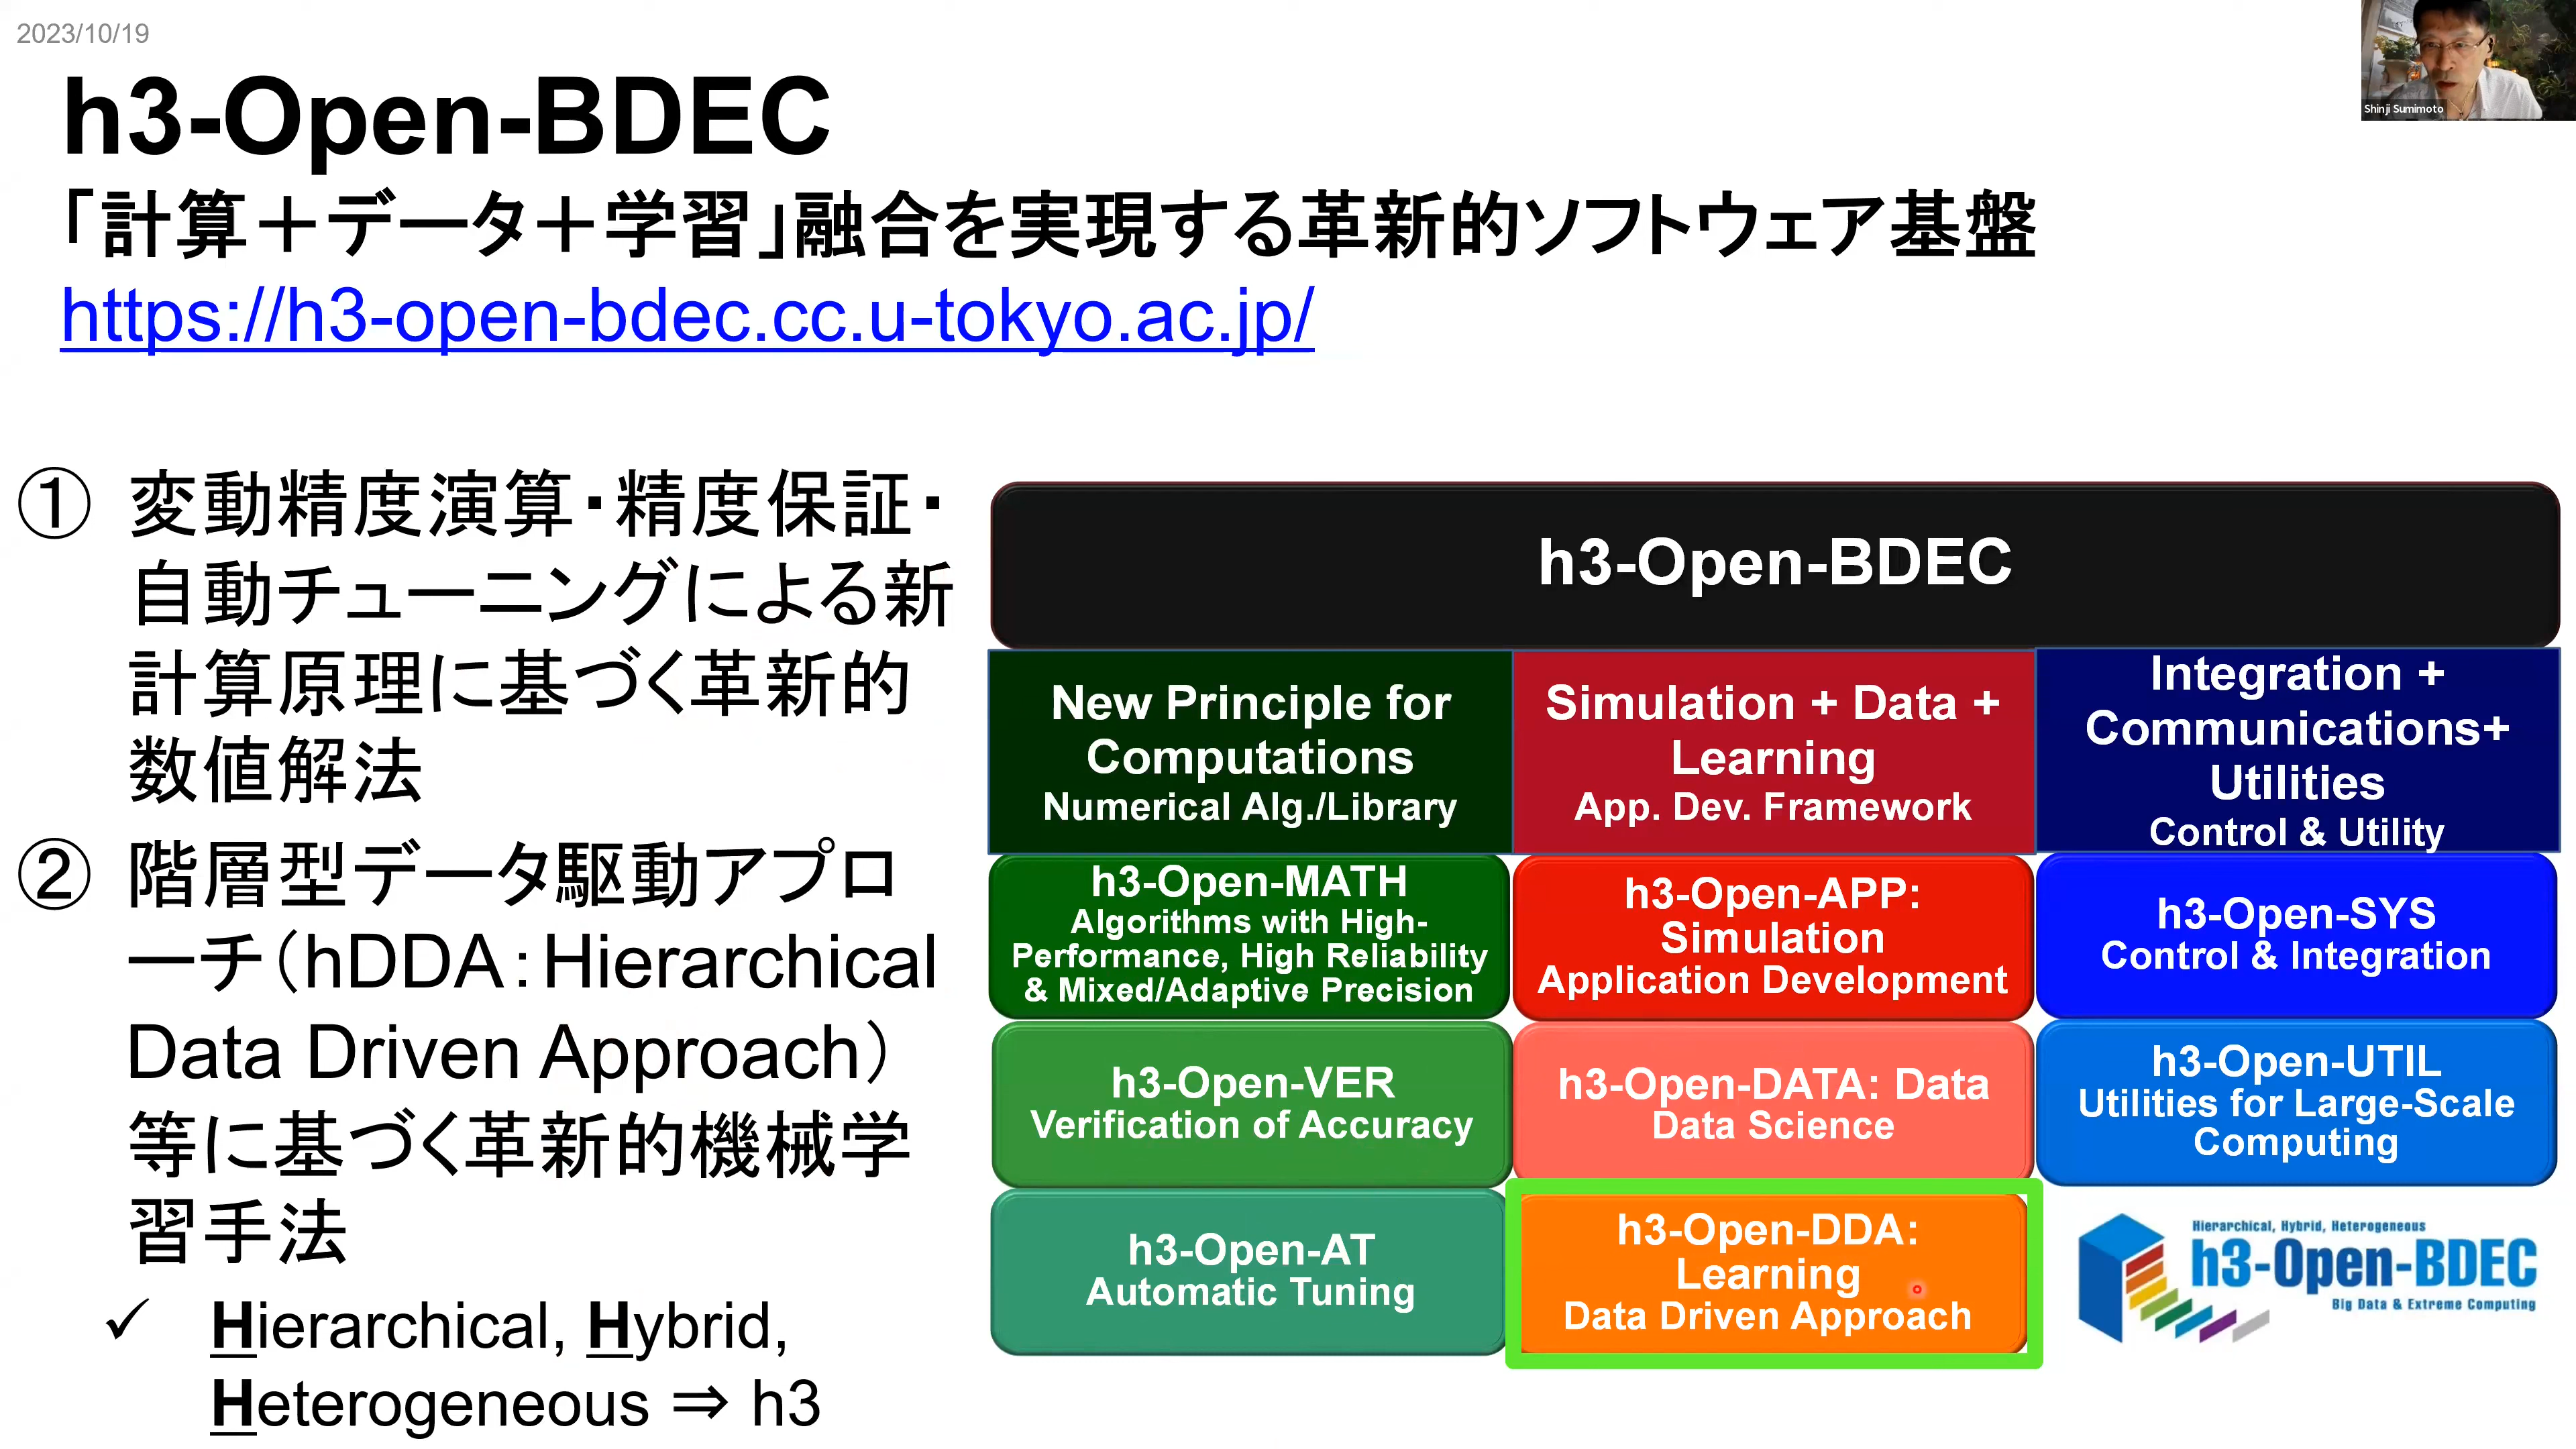 2023/10/19
Shinji Sumimoto
h3-Open-BDEC
「計算＋データ＋学習」融合を実現する革新的ソフトウェア基盤
https://h3-open-bdec.cc.u-tokyo.ac.jp/
① 変動精度演算・精度保証・
自動チューニングによる新
計算原理に基づく革新的
数値解法
② 階層型データ駆動アプロ
ーチ（hDDA：Hierarchical
Data Driven Approach）
等に基づく革新的機械学
習手法
✓ Hierarchical, Hybrid,
Heterogeneous ⇒ h3
h3-Open-BDEC
New Principle for
Computations
Numerical Alg./Library
Simulation + Data +
Learning
App. Dev. Framework
Integration +
Communications+
Utilities
Control & Utility
h3-Open-MATH
Algorithms with High-
Performance, High Reliability
& Mixed/Adaptive Precision
h3-Open-APP:
Simulation
Application Development
h3-Open-SYS
Control & Integration
h3-Open-VER
Verification of Accuracy
h3-Open-DATA: Data
Data Science
h3-Open-UTIL
Utilities for Large-Scale
Computing
h3-Open-AT
Automatic Tuning
h3-Open-DDA:
Learning
Data Driven Approach
Hierarchical, Hybrid, Heterogeneous
h3-Open-BDEC
Big Data & Extreme Computing